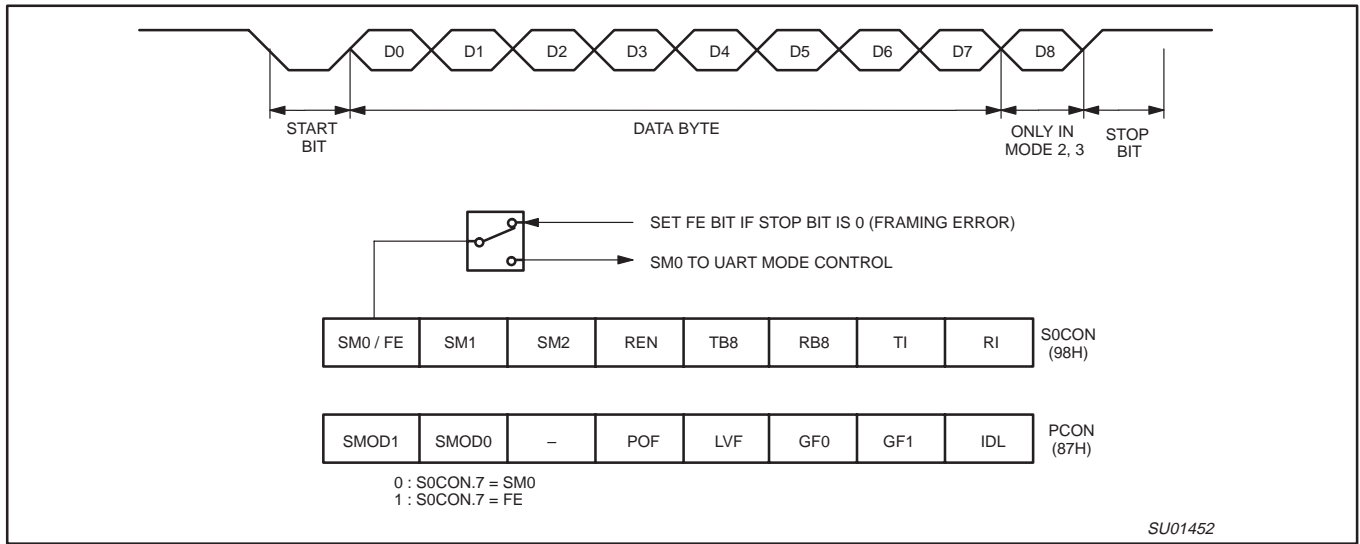 D0 D1 D2 D3 D4 D5 D6 D7 D8
START
BIT
DATA BYTE
ONLY IN
MODE 2, 3
STOP
BIT
SET FE BIT IF STOP BIT IS 0 (FRAMING ERROR)
SM0 TO UART MODE CONTROL
SM0 / FE SM1 SM2 REN TB8 RB8 TI RI
S0CON
(98H)
SMOD1 SMOD0 – POF LVF GF0 GF1 IDL
PCON
(87H)
0 : S0CON.7 = SM0
1 : S0CON.7 = FE
SU01452